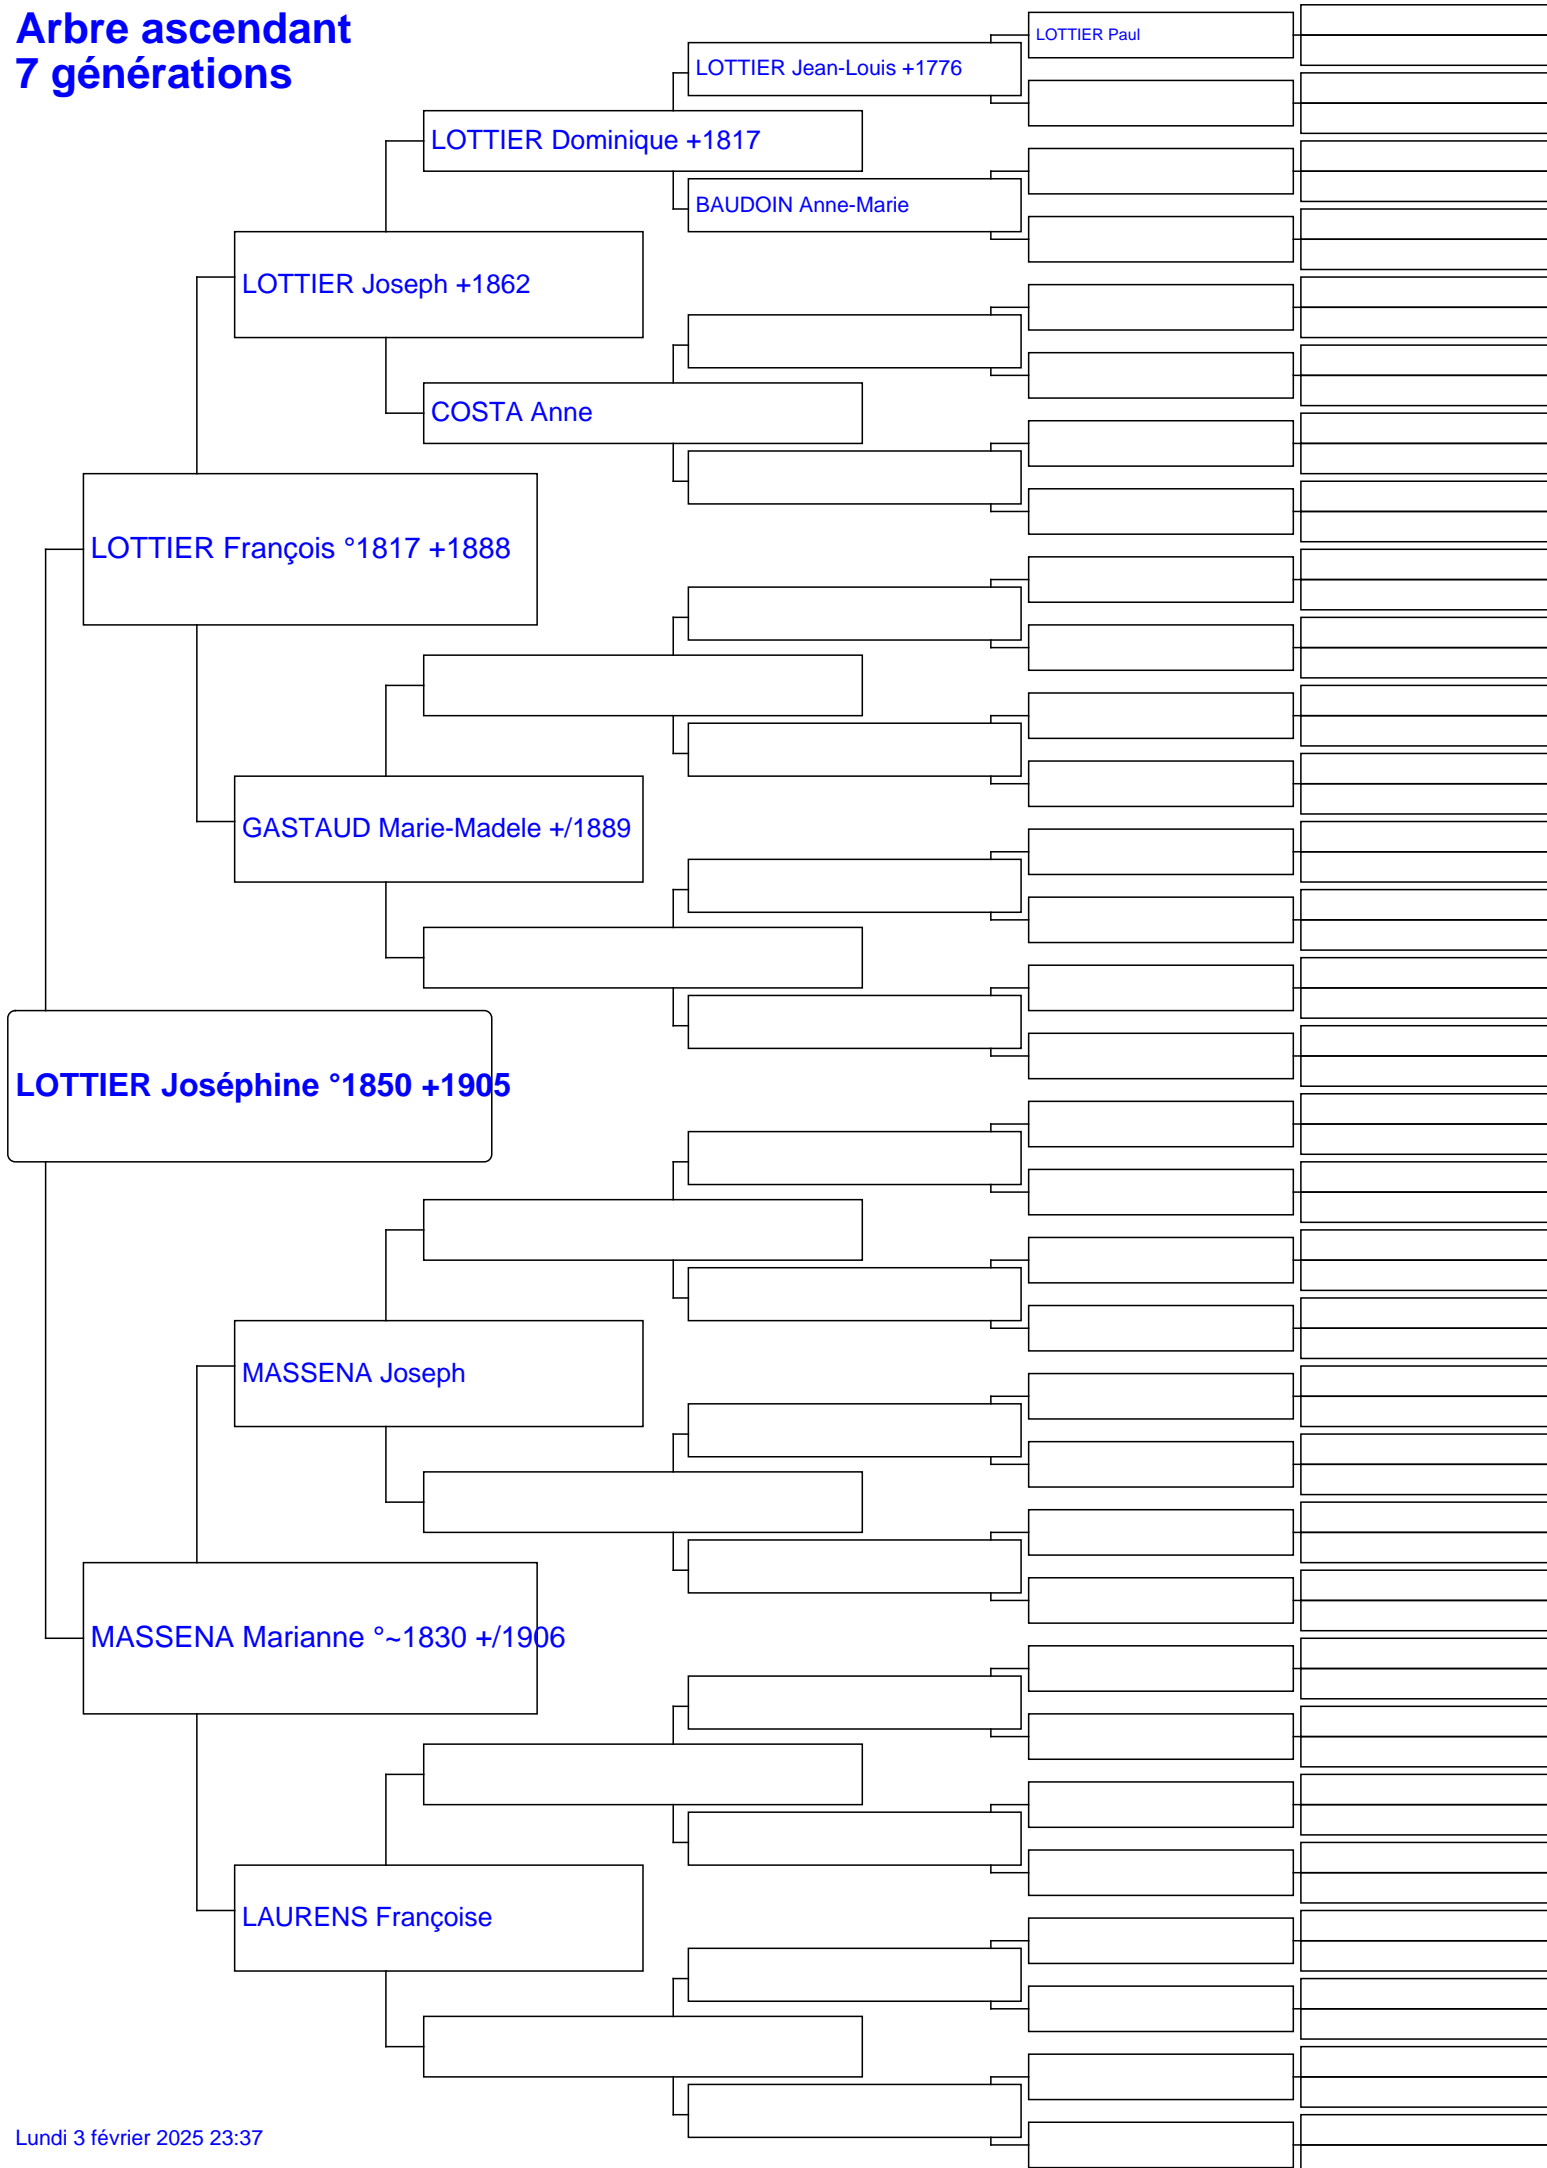 Arbre ascendant
7 générations
LOTTIER Paul
LOTTIER Jean-Louis +1776
LOTTIER Dominique +1817
BAUDOIN Anne-Marie
LOTTIER Joseph +1862
COSTA Anne
LOTTIER François °1817 +1888
GASTAUD Marie-Madele +/1889
LOTTIER Joséphine °1850 +1905
MASSENA Joseph
MASSENA Marianne °~1830 +/1906
LAURENS Françoise
Lundi 3 février 2025 23:37